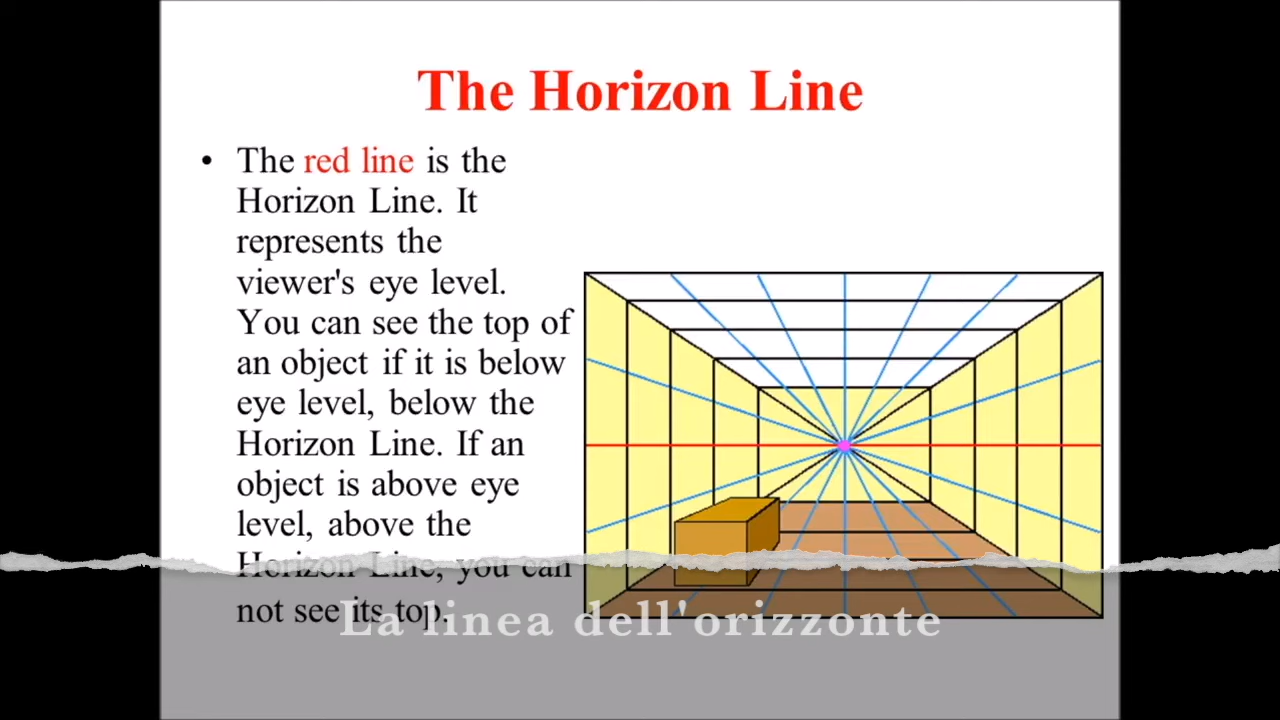 The Horizon Line
• The red line is the
Horizon Line. It
represents the
viewer's eye level.
You can see the top of
an object if it is below
eye level, below the
Horizon Line. If an
object is above eye
level, above the
Horizon Line, you can
not see its top.
La linea dell'orizzonte